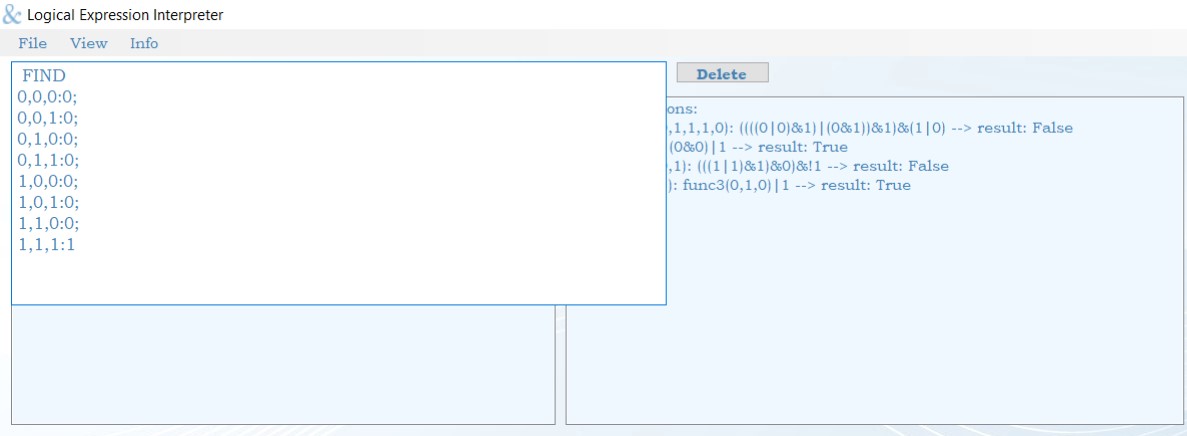 & Logical Expression Interpreter
File View Info
FIND
0,0,0:0;
0,0,1:0;
0,1,0:0;
0,1,1:0;
1,0,0:0;
1,0,1:0;
1,1,0:0;
1,1,1:1
Delete
ons:
,1,1,1,0): ((((0|0)&1)|(0&1))&1)&(1|0) --> result: False
(0&0)|1 --> result: True
,1): (((1|1)&1)&0)&!1 --> result: False
): func3(0,1,0)|1 --> result: True